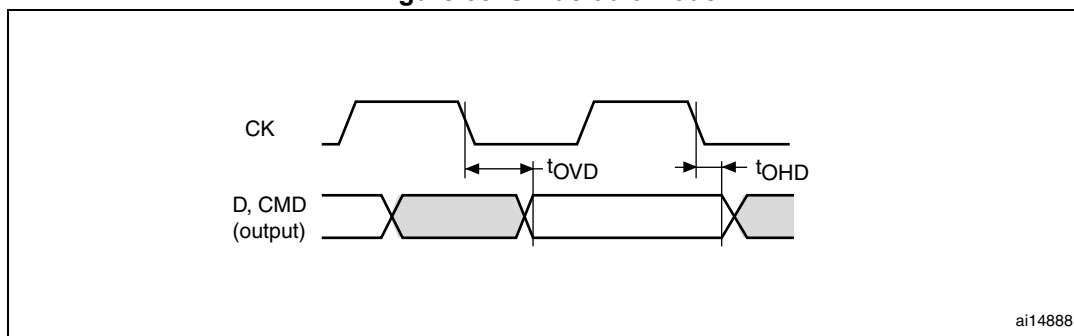 CK
tOVD
tOHD
D, CMD
(output)
ai14888